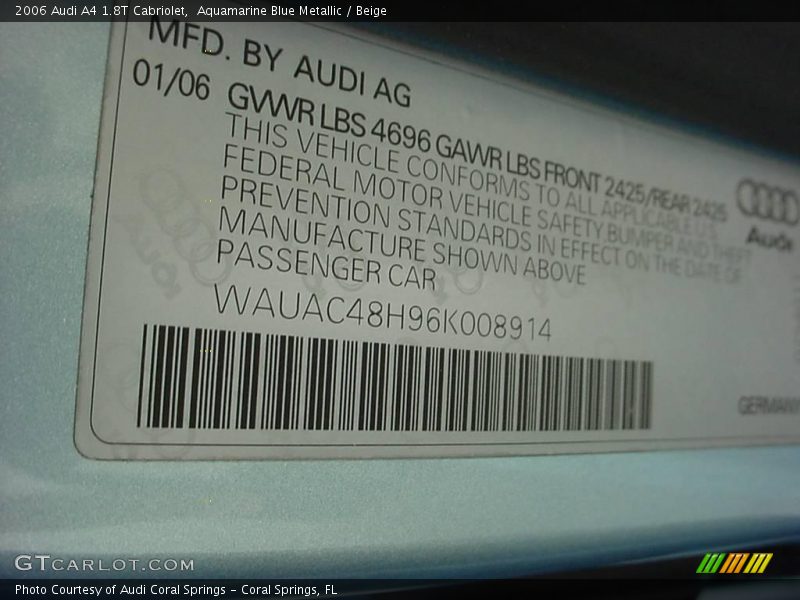 2006 Audi A4 1.8T Cabriolet,  Aquamarine Blue Metallic / Beige
MFD. BY AUDI AG
01/06 GVWR LBS 4696 GAWR LBS FRONT 2425/REAR 2425
THIS VEHICLE CONFORMS TO ALL APPLICABLE U.S.
FEDERAL MOTOR VEHICLE SAFETY BUMPER AND THEFT
PREVENTION STANDARDS IN EFFECT ON THE DATE OF
MANUFACTURE SHOWN ABOVE
PASSENGER CAR
Audi
WAUAC48H96K008914
GERMANY
GTCARLOT.COM
Photo Courtesy of Audi Coral Springs - Coral Springs, FL